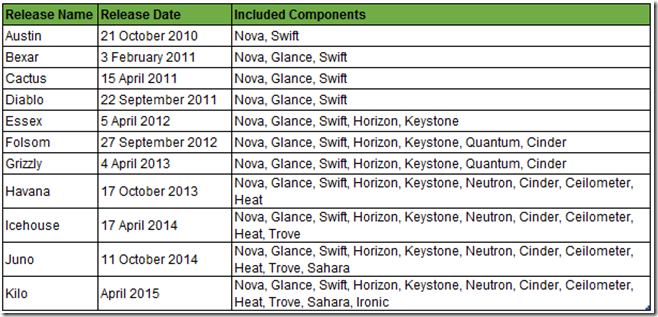 Release Name Release Date Included Components
Austin 21 October 2010 Nova, Swift
Bexar 3 February 2011 Nova, Glance, Swift
Cactus 15 April 2011 Nova, Glance, Swift
Diablo 22 September 2011 Nova, Glance, Swift
Essex 5 April 2012 Nova, Glance, Swift, Horizon, Keystone
Folsom 27 September 2012 Nova, Glance, Swift, Horizon, Keystone, Quantum, Cinder
Grizzly 4 April 2013 Nova, Glance, Swift, Horizon, Keystone, Quantum, Cinder
Havana 17 October 2013 Nova, Glance, Swift, Horizon, Keystone, Neutron, Cinder, Ceilometer,
Heat
Icehouse 17 April 2014 Nova, Glance, Swift, Horizon, Keystone, Neutron, Cinder, Ceilometer,
Heat, Trove
Juno 11 October 2014 Nova, Glance, Swift, Horizon, Keystone, Neutron, Cinder, Ceilometer,
Heat, Trove, Sahara
Kilo April 2015 Nova, Glance, Swift, Horizon, Keystone, Neutron, Cinder, Ceilometer,
Heat, Trove, Sahara, Ironic